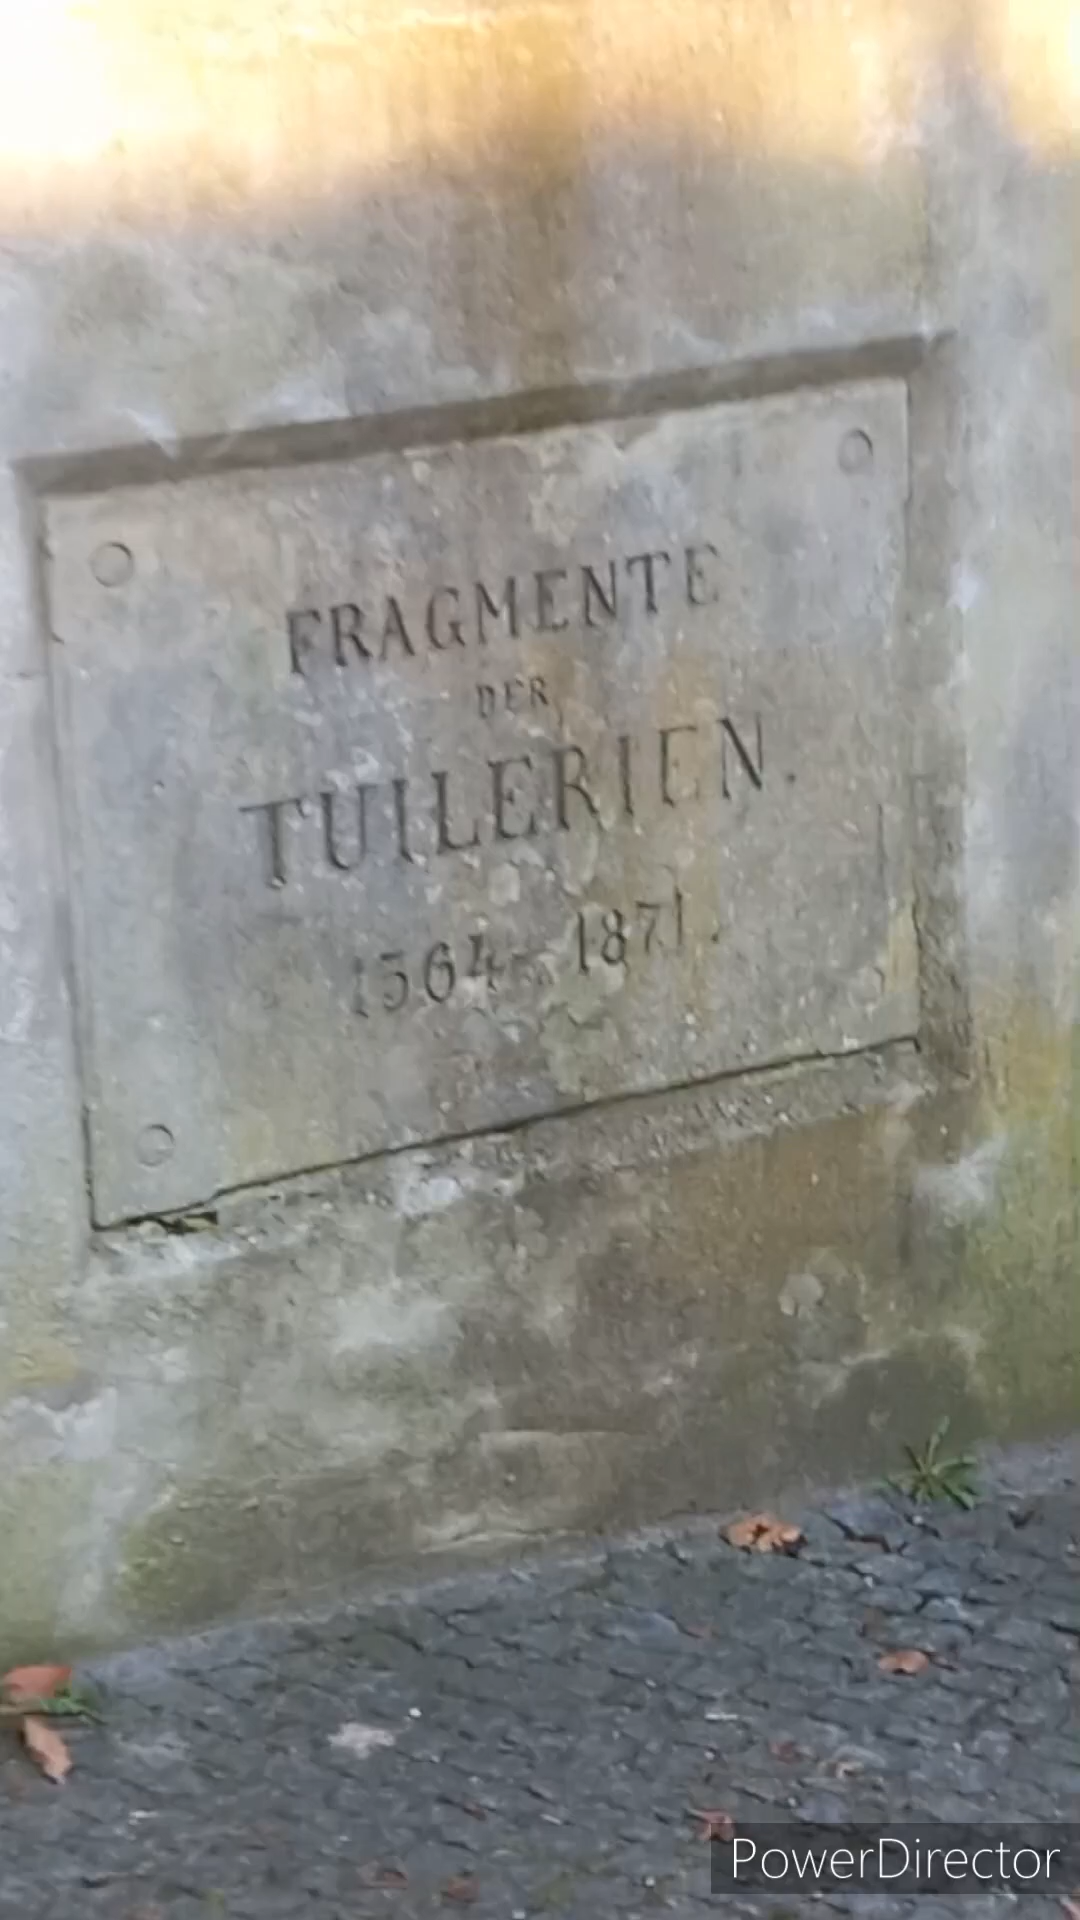 FRAGMENTE
DER
TUILERIEN.
1564 - 1871.
PowerDirector